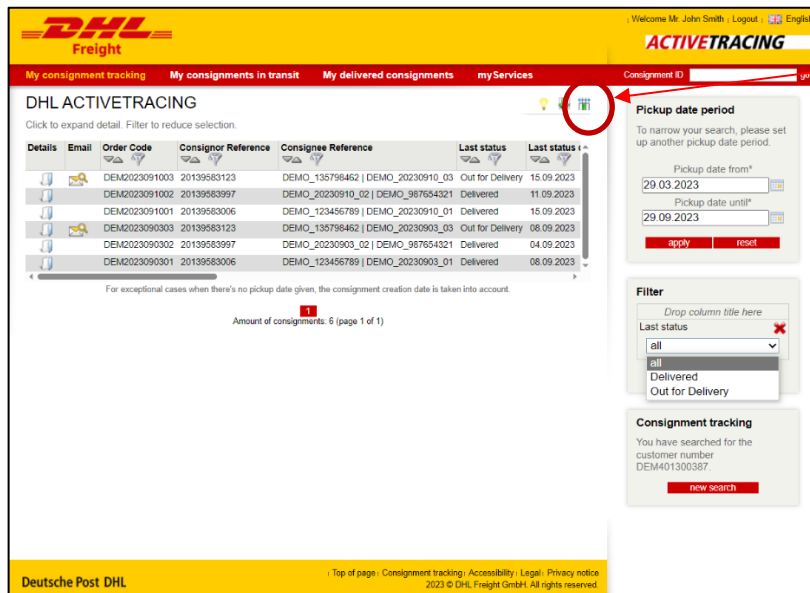 Welcome Mr. John Smith Logout English
DHL
Freight
ACTIVETRACING
My consignment tracking My consignments in transit My delivered consignments myServices Consignment ID go
DHL ACTIVETRACING
Click to expand detail. Filter to reduce selection.
Details Email Order Code Consignor Reference Consignee Reference Last status Last status
DEM2023091003 20139583123 DEMO_135798462 | DEMO_20230910_03 Out for Delivery 15.09.2023
DEM2023091002 20139583997 DEMO_20230910_02 | DEMO_987654321 Delivered 11.09.2023
DEM2023091001 20139583006 DEMO_123456789 | DEMO_20230910_01 Delivered 15.09.2023
DEM2023090303 20139583123 DEMO_135798462 | DEMO_20230903_03 Out for Delivery 08.09.2023
DEM2023090302 20139583997 DEMO_20230903_02 | DEMO_987654321 Delivered 04.09.2023
DEM2023090301 20139583006 DEMO_123456789 | DEMO_20230903_01 Delivered 08.09.2023
For exceptional cases when there's no pickup date given, the consignment creation date is taken into account.
1
Amount of consignments: 6 (page 1 of 1)
Pickup date period
To narrow your search, please set
up another pickup date period.
Pickup date from*
29.03.2023
Pickup date until*
29.09.2023
apply reset
Filter
Drop column title here
Last status
all
all
Delivered
Out for Delivery
Consignment tracking
You have searched for the
customer number
DEM401300387.
new search
Deutsche Post DHL
Top of page Consignment tracking Accessibility Legal Privacy notice
2023 © DHL Freight GmbH. All rights reserved.